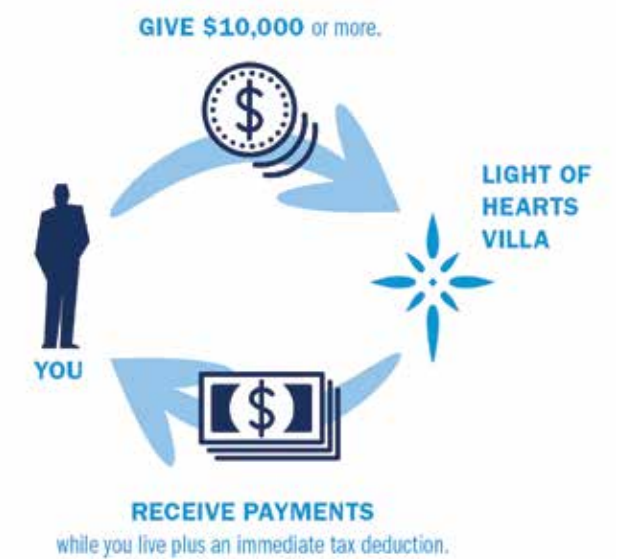 GIVE $10,000 or more.
$
LIGHT OF
HEARTS
VILLA
YOU
$
RECEIVE PAYMENTS
while you live plus an immediate tax deduction.